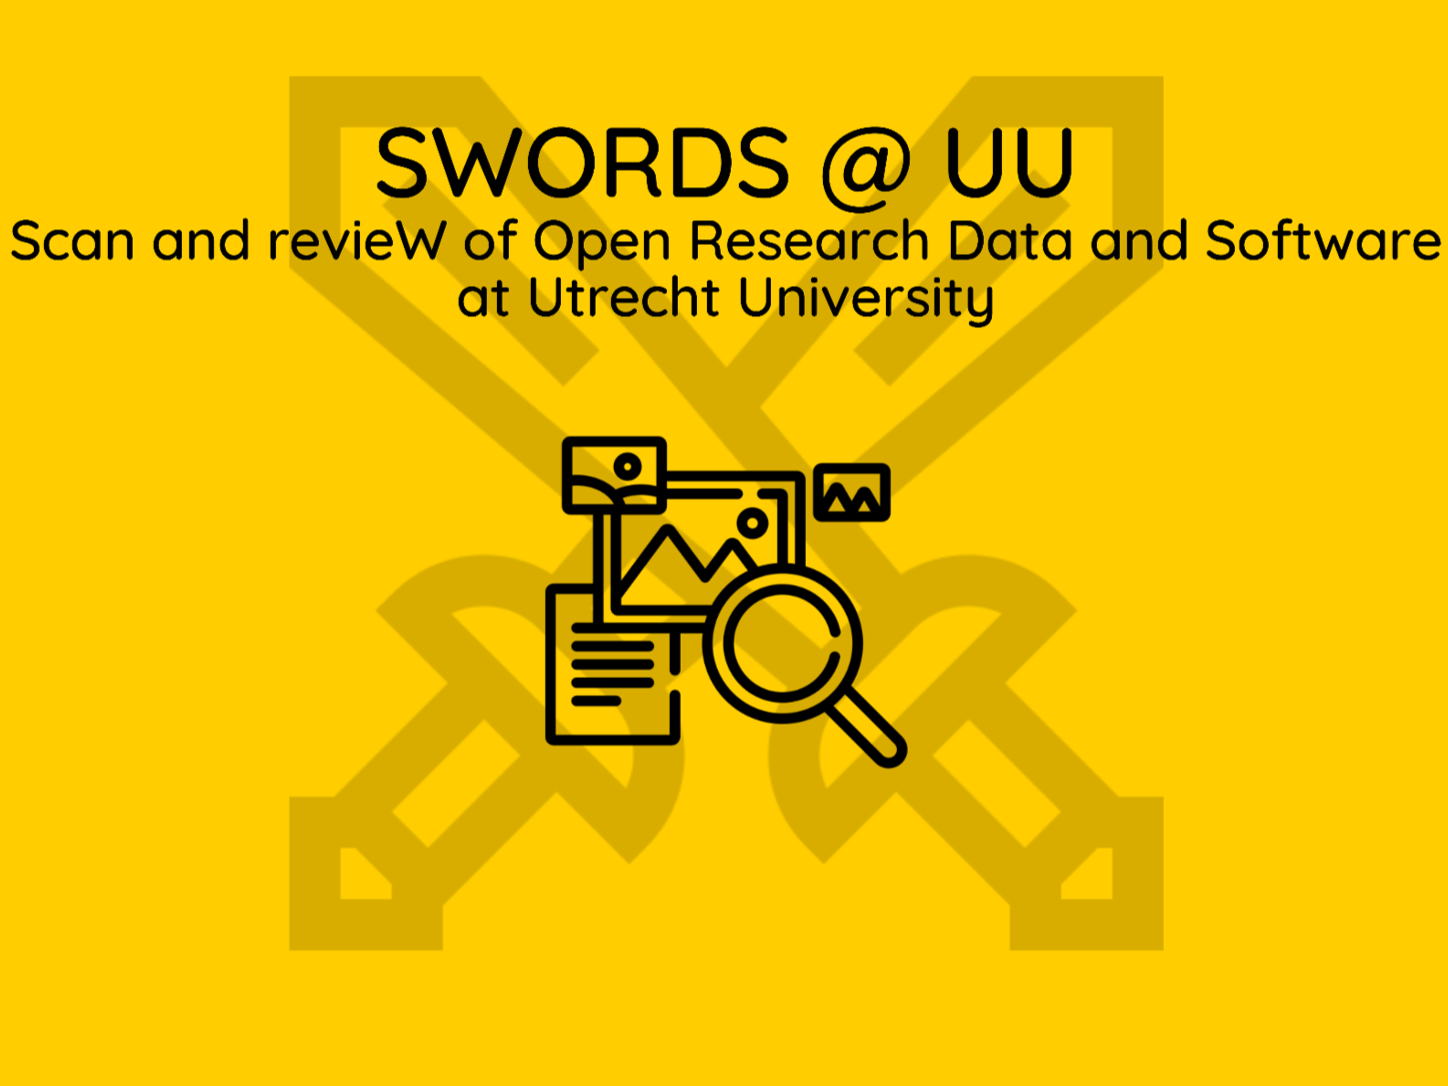 SWORDS @ UU
Scan and revieW of Open Research Data and Software
at Utrecht University